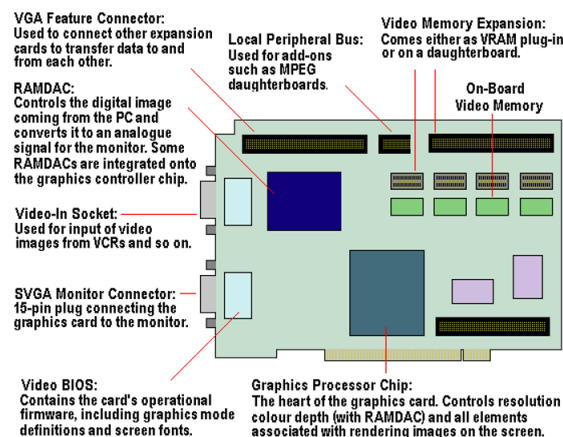 VGA Feature Connector:
Used to connect other expansion
cards to transfer data to and
from each other.
Local Peripheral Bus:
Used for add-ons
such as MPEG
daughterboards.
Video Memory Expansion:
Comes either as VRAM plug-in
or on a daughterboard.
On-Board
Video Memory
RAMDAC:
Controls the digital image
coming from the PC and
converts it to an analogue
signal for the monitor. Some
RAMDACs are integrated onto
the graphics controller chip.
Video-In Socket:
Used for input of video
images from VCRs and so on.
SVGA Monitor Connector:
15-pin plug connecting the
graphics card to the monitor.
Video BIOS:
Contains the card's operational
firmware, including graphics mode
definitions and screen fonts.
Graphics Processor Chip:
The heart of the graphics card. Controls resolution
colour depth (with RAMDAC) and all elements
associated with rendering images on the screen.